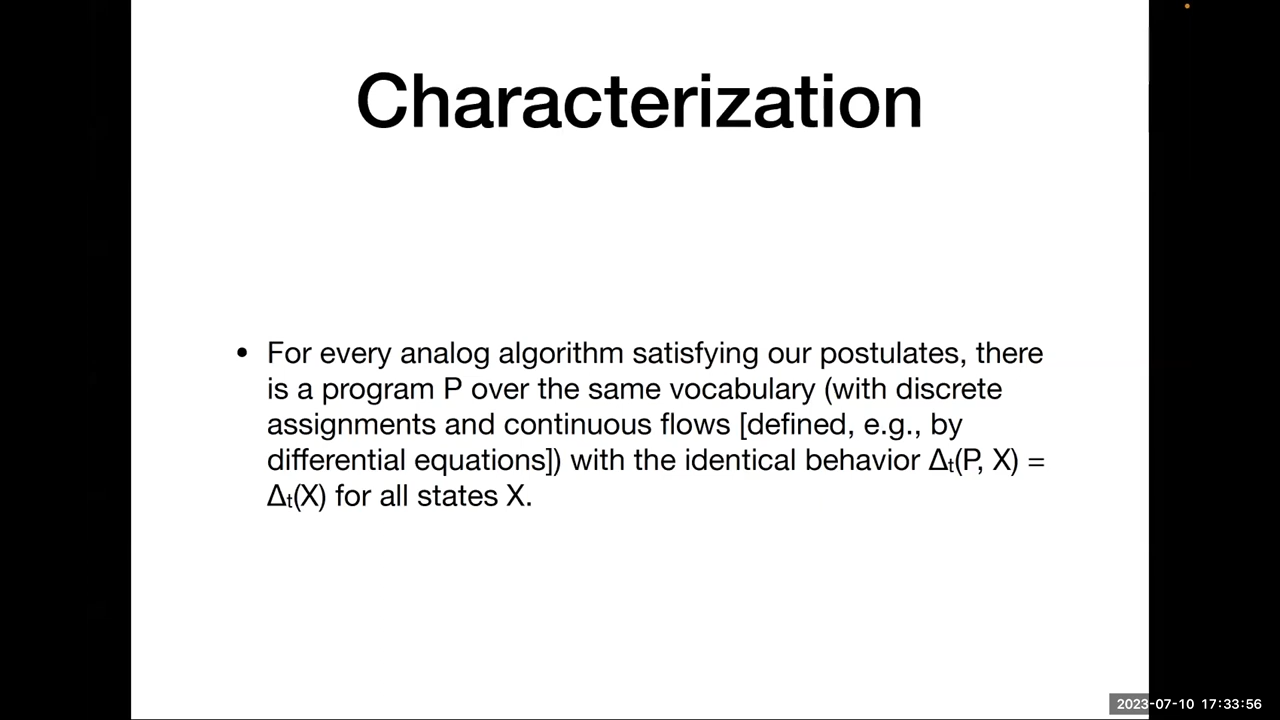 Characterization
• For every analog algorithm satisfying our postulates, there
is a program P over the same vocabulary (with discrete
assignments and continuous flows [defined, e.g., by
differential equations]) with the identical behavior Δₜ(P, X) =
Δₜ(X) for all states X.
2023-07-10 17:33:56